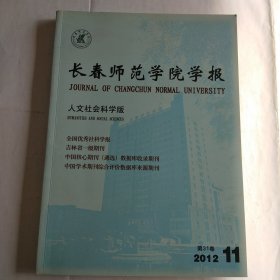 长春师范学院学报
JOURNAL OF CHANGCHUN NORMAL UNIVERSITY
人文社会科学版
HUMANITIES AND SOCIAL SCIENCES
全国优秀社科学报
吉林省一级期刊
中国核心期刊（遴选）数据库收录期刊
中国学术期刊综合评价数据库来源期刊
第31卷
2012 11